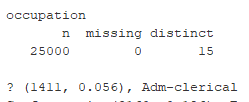 occupation
n missing distinct
25000 0 15
? (1411, 0.056), Adm-clerical